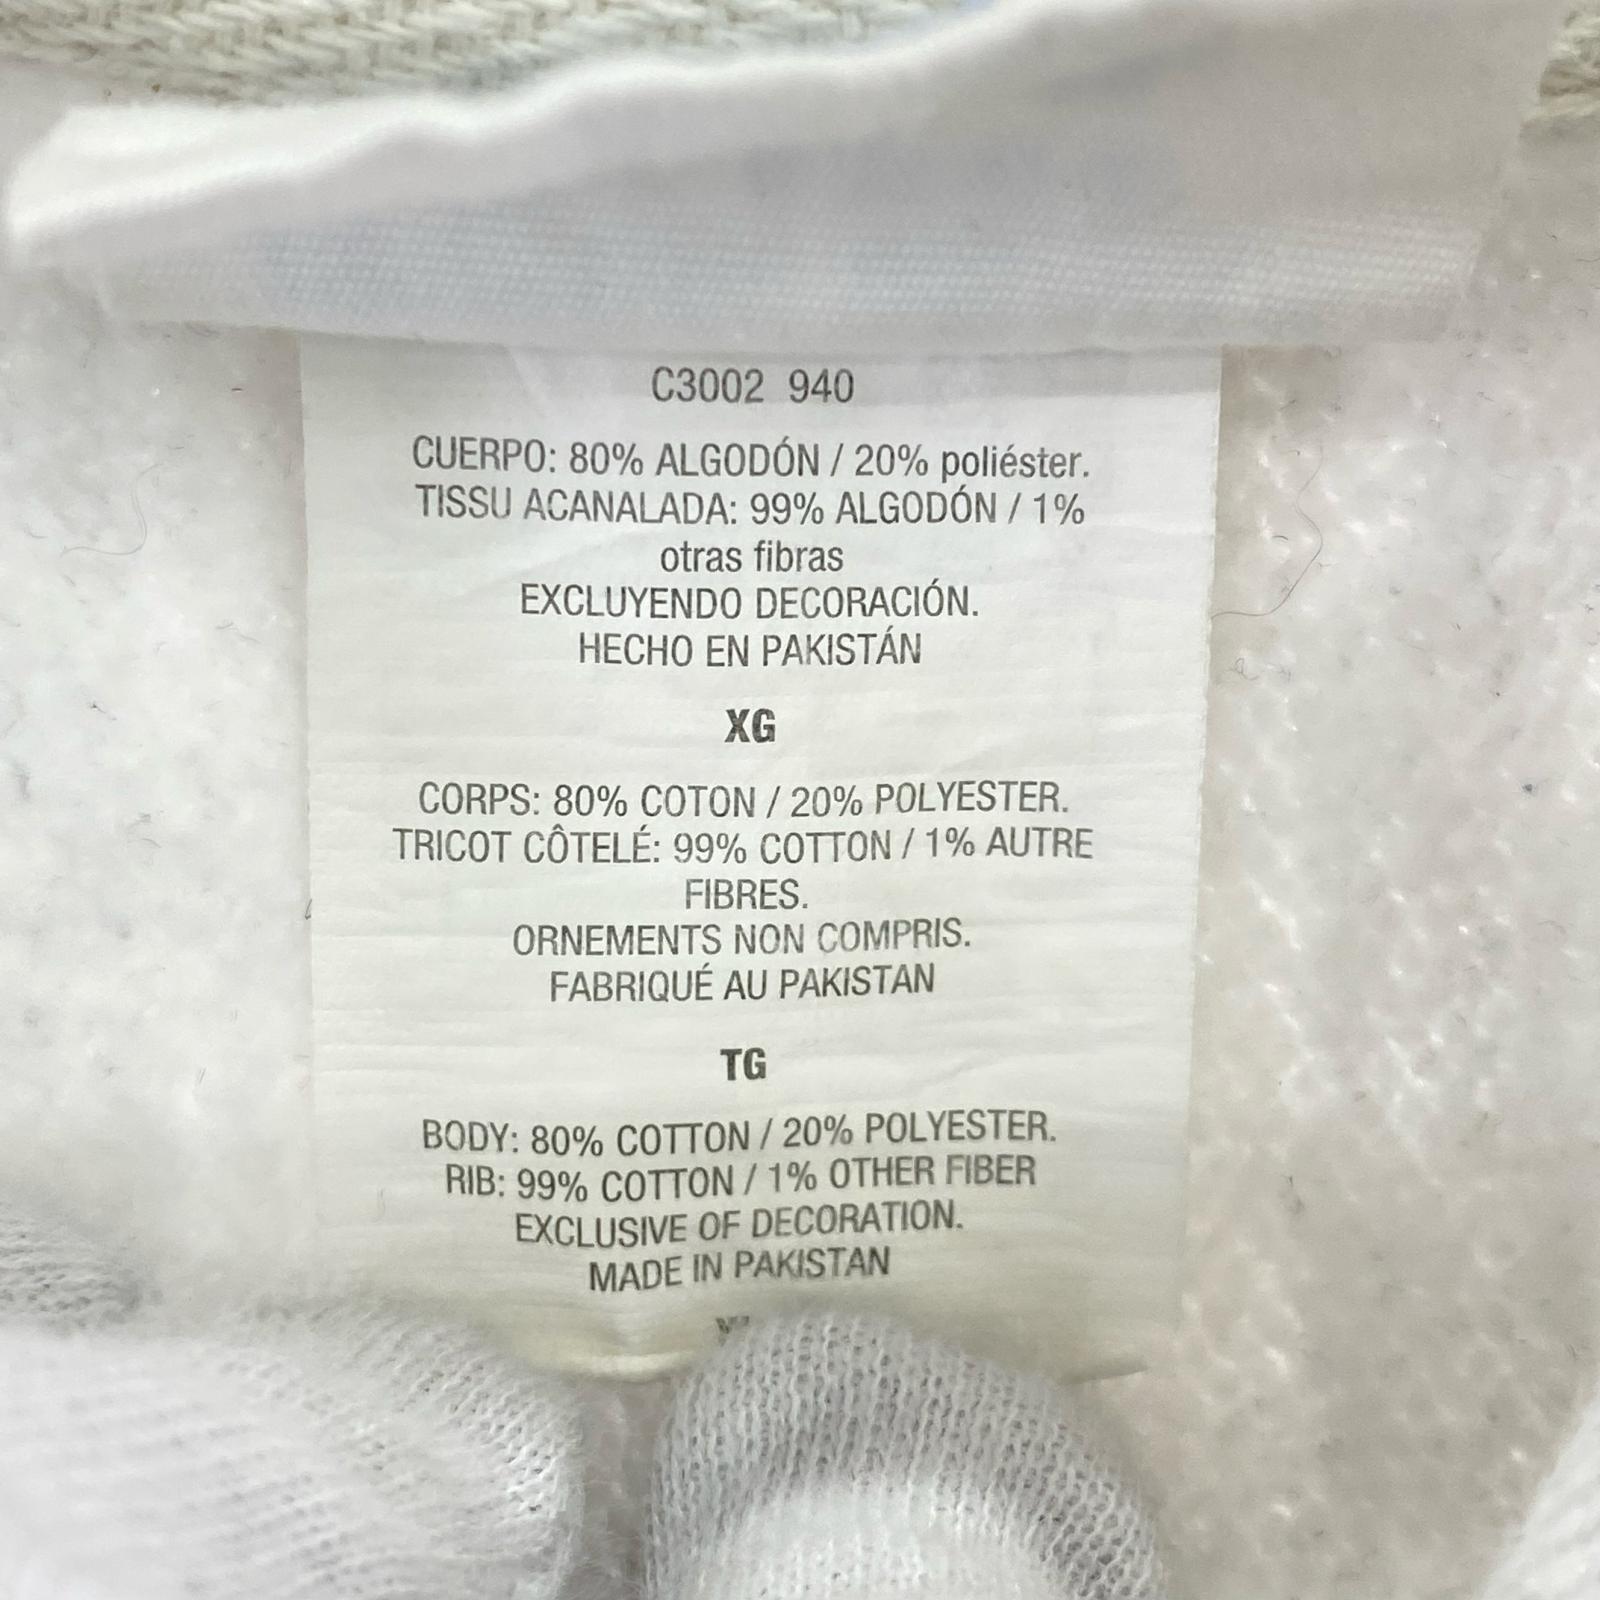 C3002 940
CUERPO: 80% ALGODÓN / 20% poliéster.
TISSU ACANALADA: 99% ALGODÓN / 1%
otras fibras
EXCLUYENDO DECORACIÓN.
HECHO EN PAKISTÁN
XG
CORPS: 80% COTON / 20% POLYESTER.
TRICOT CÔTELÉ: 99% COTTON / 1% AUTRE
FIBRES.
ORNEMENTS NON COMPRIS.
FABRIQUÉ AU PAKISTAN
TG
BODY: 80% COTTON / 20% POLYESTER.
RIB: 99% COTTON / 1% OTHER FIBER
EXCLUSIVE OF DECORATION.
MADE IN PAKISTAN